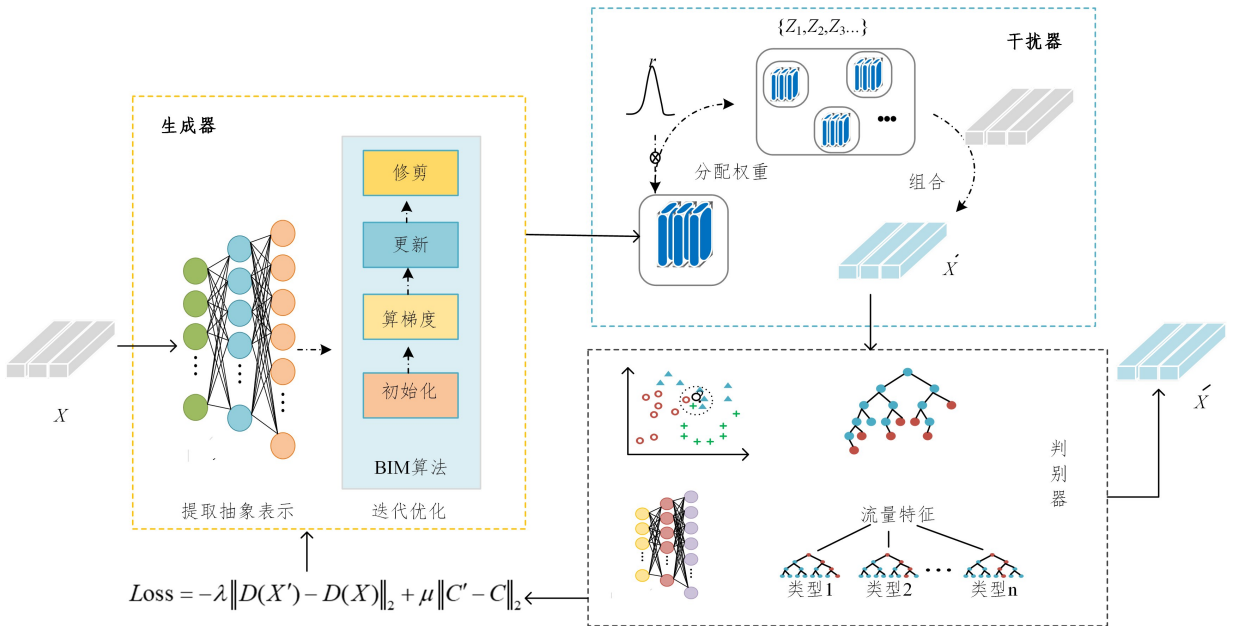 {Z₁,Z₂,Z₃...}
干扰器
r
生成器
修剪
分配权重
组合
更新
X′
算梯度
初始化
X
X′
BIM算法
判别器
提取抽象表示
迭代优化
流量特征
类型1
类型2
类型n
Loss = −λ‖D(X′) − D(X)‖₂ + μ‖C′ − C‖₂